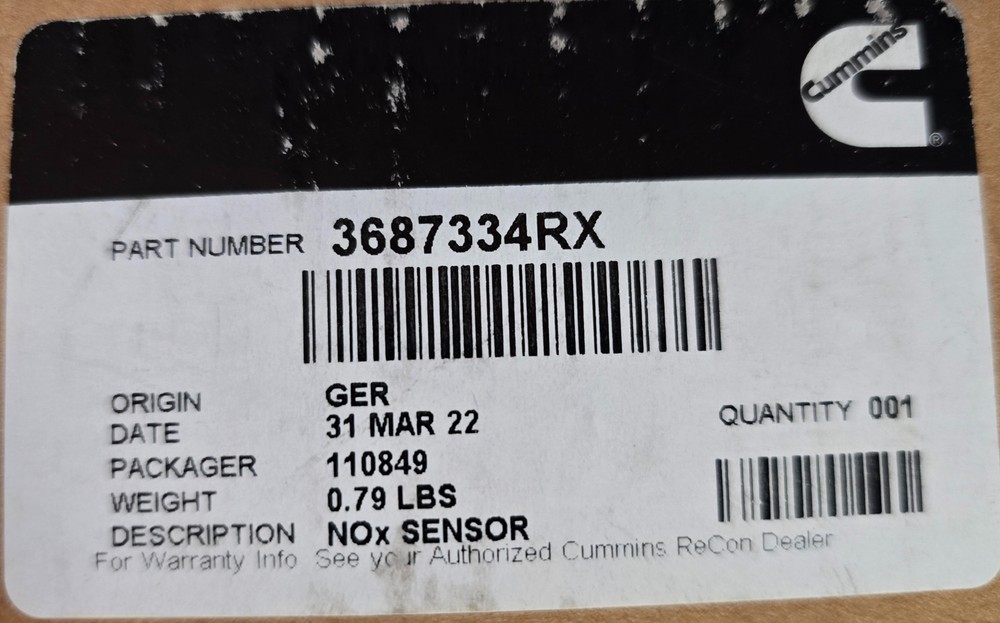 Cummins
®
PART NUMBER 3687334RX
ORIGIN GER
DATE 31 MAR 22
QUANTITY 001
PACKAGER 110849
WEIGHT 0.79 LBS
DESCRIPTION NOx SENSOR
For Warranty Info See your Authorized Cummins ReCon Dealer